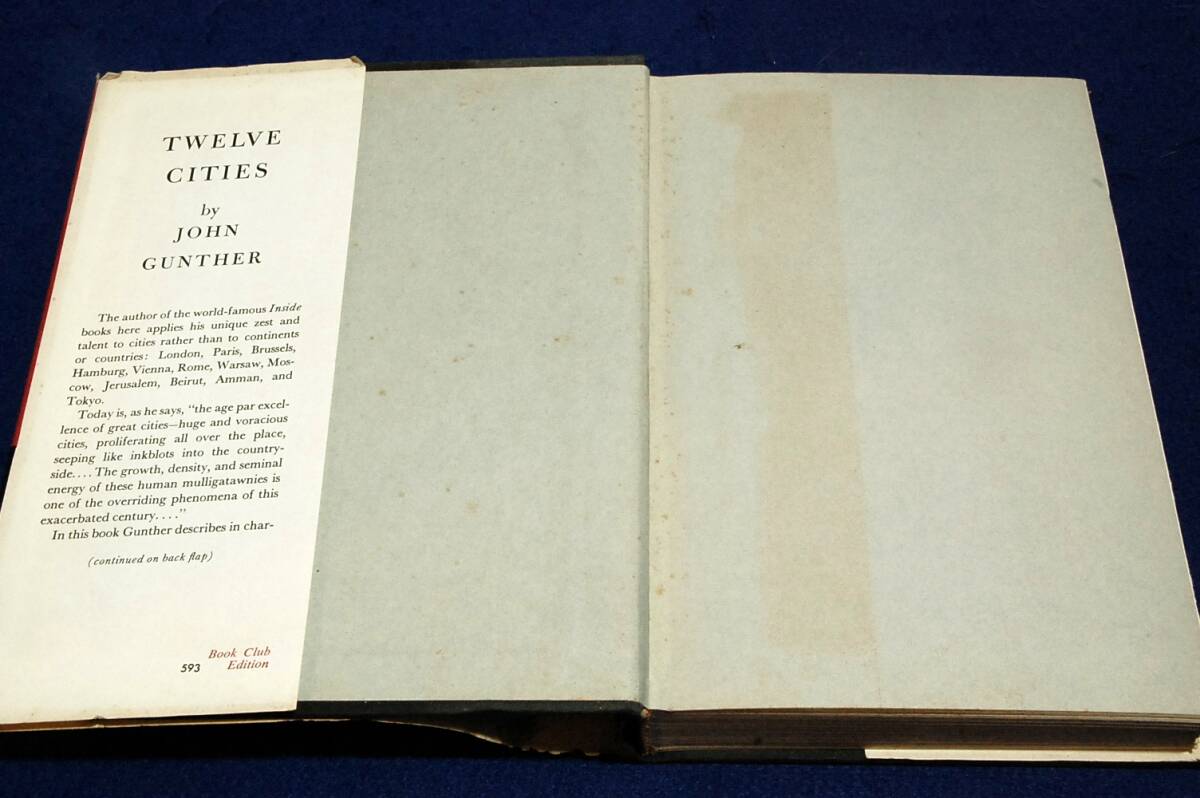 TWELVE
CITIES
by
JOHN
GUNTHER
The author of the world-famous Inside
books here applies his unique zest and
talent to cities rather than to continents
or countries: London, Paris, Brussels,
Hamburg, Vienna, Rome, Warsaw, Mos-
cow, Jerusalem, Beirut, Amman, and
Tokyo.
Today is, as he says, “the age par excel-
lence of great cities—huge and voracious
cities, proliferating all over the place,
seeping like inkblots into the country-
side.... The growth, density, and seminal
energy of these human mulligatawnies is
one of the overriding phenomena of this
exacerbated century....”
In this book Gunther describes in char-
(continued on back flap)
Book Club
593 Edition